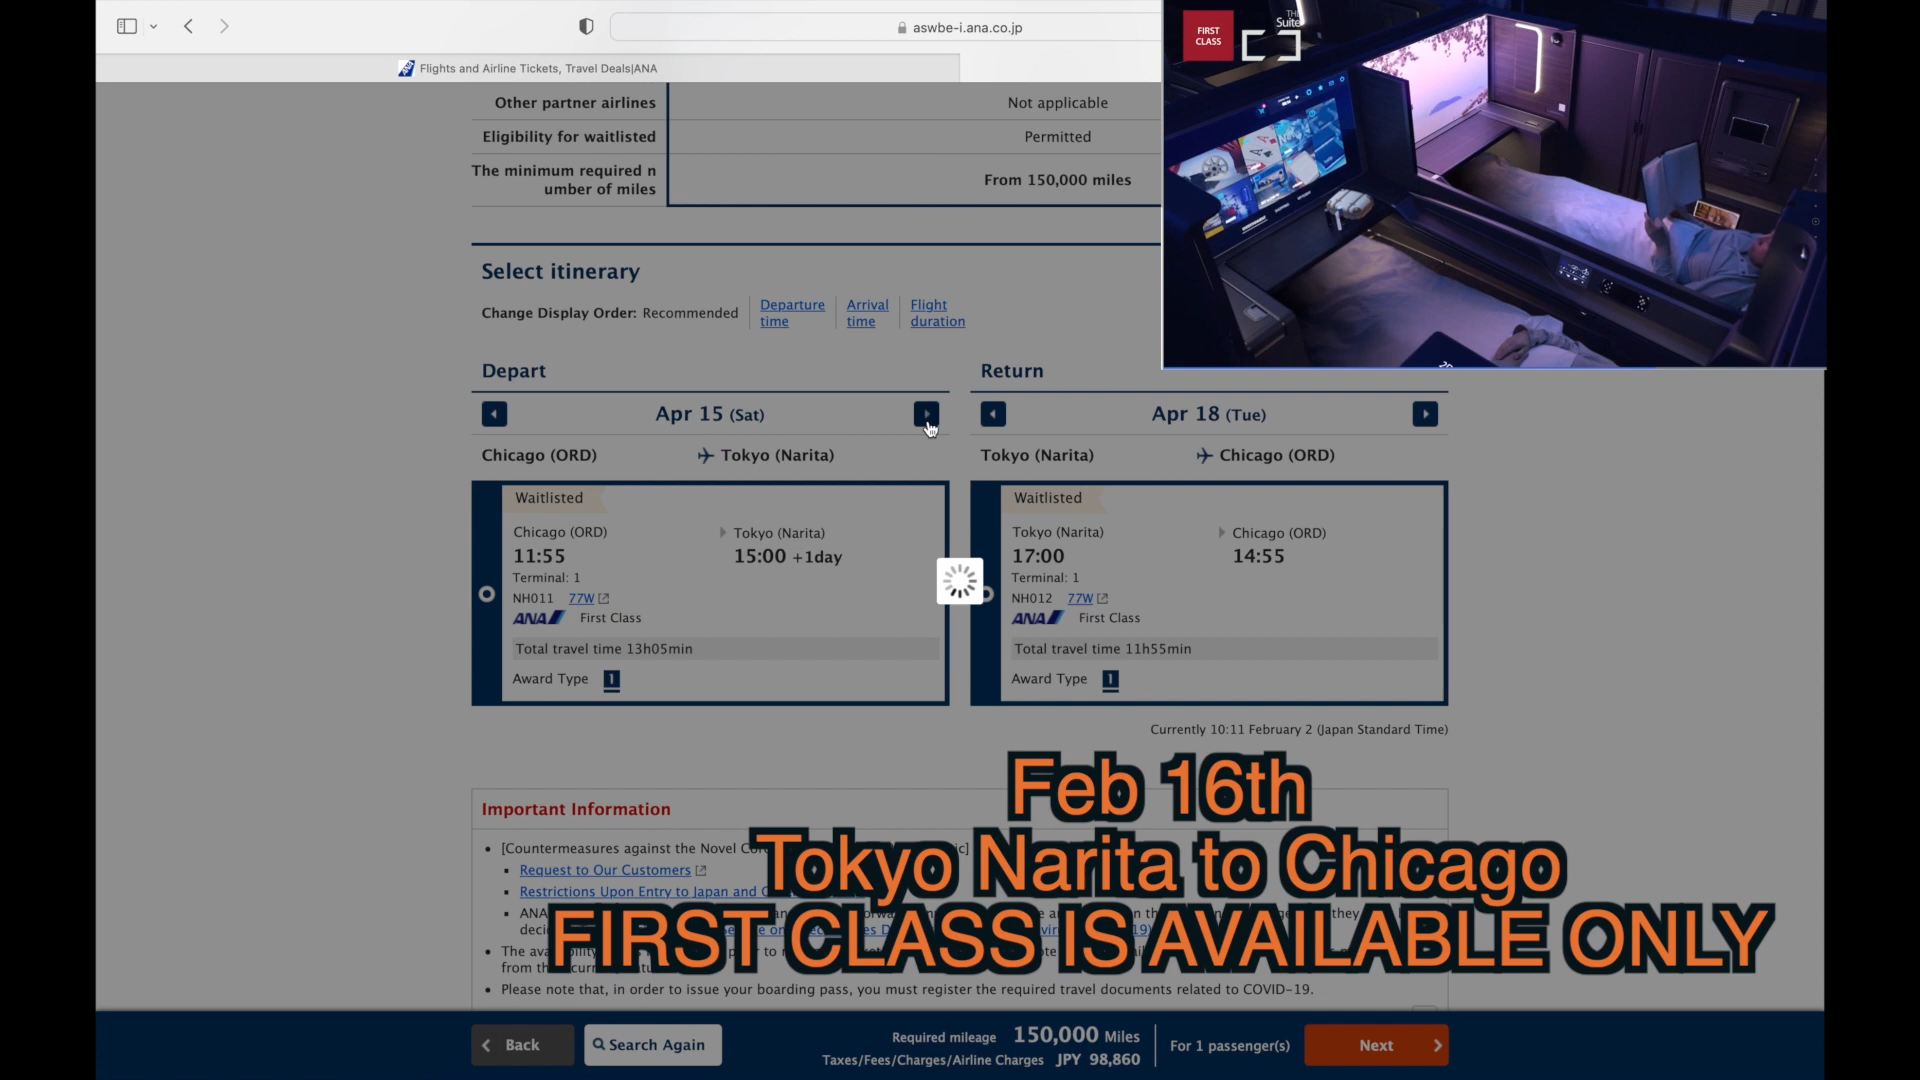 aswbe-i.ana.co.jp
Flights and Airline Tickets, Travel Deals|ANA
FIRST
CLASS
THE
Suite
Other partner airlines
Not applicable
Eligibility for waitlisted
Permitted
The minimum required n
umber of miles
From 150,000 miles
Select itinerary
Change Display Order: Recommended
Departure
time
Arrival
time
Flight
duration
Depart
Return
Apr 15 (Sat)
Apr 18 (Tue)
Chicago (ORD) Tokyo (Narita)
Tokyo (Narita) Chicago (ORD)
Waitlisted
Chicago (ORD) Tokyo (Narita)
11:55 15:00 +1day
Terminal: 1
NH011 77W
ANA First Class
Total travel time 13h05min
Award Type 1
Waitlisted
Tokyo (Narita) Chicago (ORD)
17:00 14:55
Terminal: 1
NH012 77W
ANA First Class
Total travel time 11h55min
Award Type 1
Currently 10:11 February 2 (Japan Standard Time)
Feb 16th
Tokyo Narita to Chicago
FIRST CLASS IS AVAILABLE ONLY
Important Information
[Countermeasures against the Novel
Request to Our Customers
Restrictions Upon Entry to Japan and
ANA
The
from
Please note that, in order to issue your boarding pass, you must register the required travel documents related to COVID-19.
Back
Search Again
Required mileage 150,000 Miles
Taxes/Fees/Charges/Airline Charges JPY 98,860
For 1 passenger(s)
Next